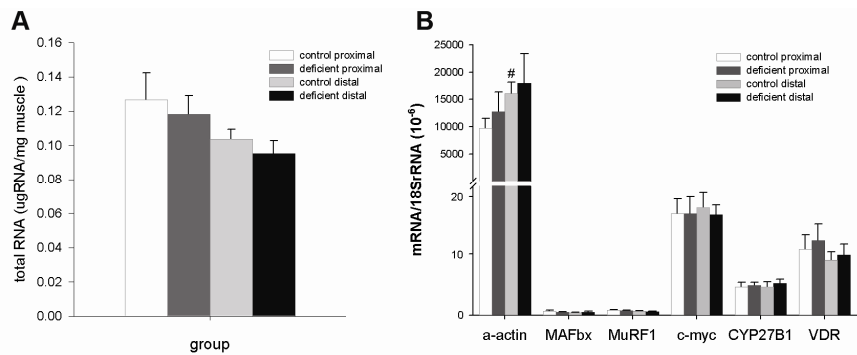 A
total RNA (ugRNA/mg muscle )
0.16
0.14
0.12
0.10
0.08
0.06
0.04
0.02
0.00
control proximal
deficient proximal
control distal
deficient distal
group
B
mRNA/18SrRNA (10-6)
25000
20000
15000
10000
5000
20
10
0
#
control proximal
deficient proximal
control distal
deficient distal
a-actin MAFbx MuRF1 c-myc CYP27B1 VDR